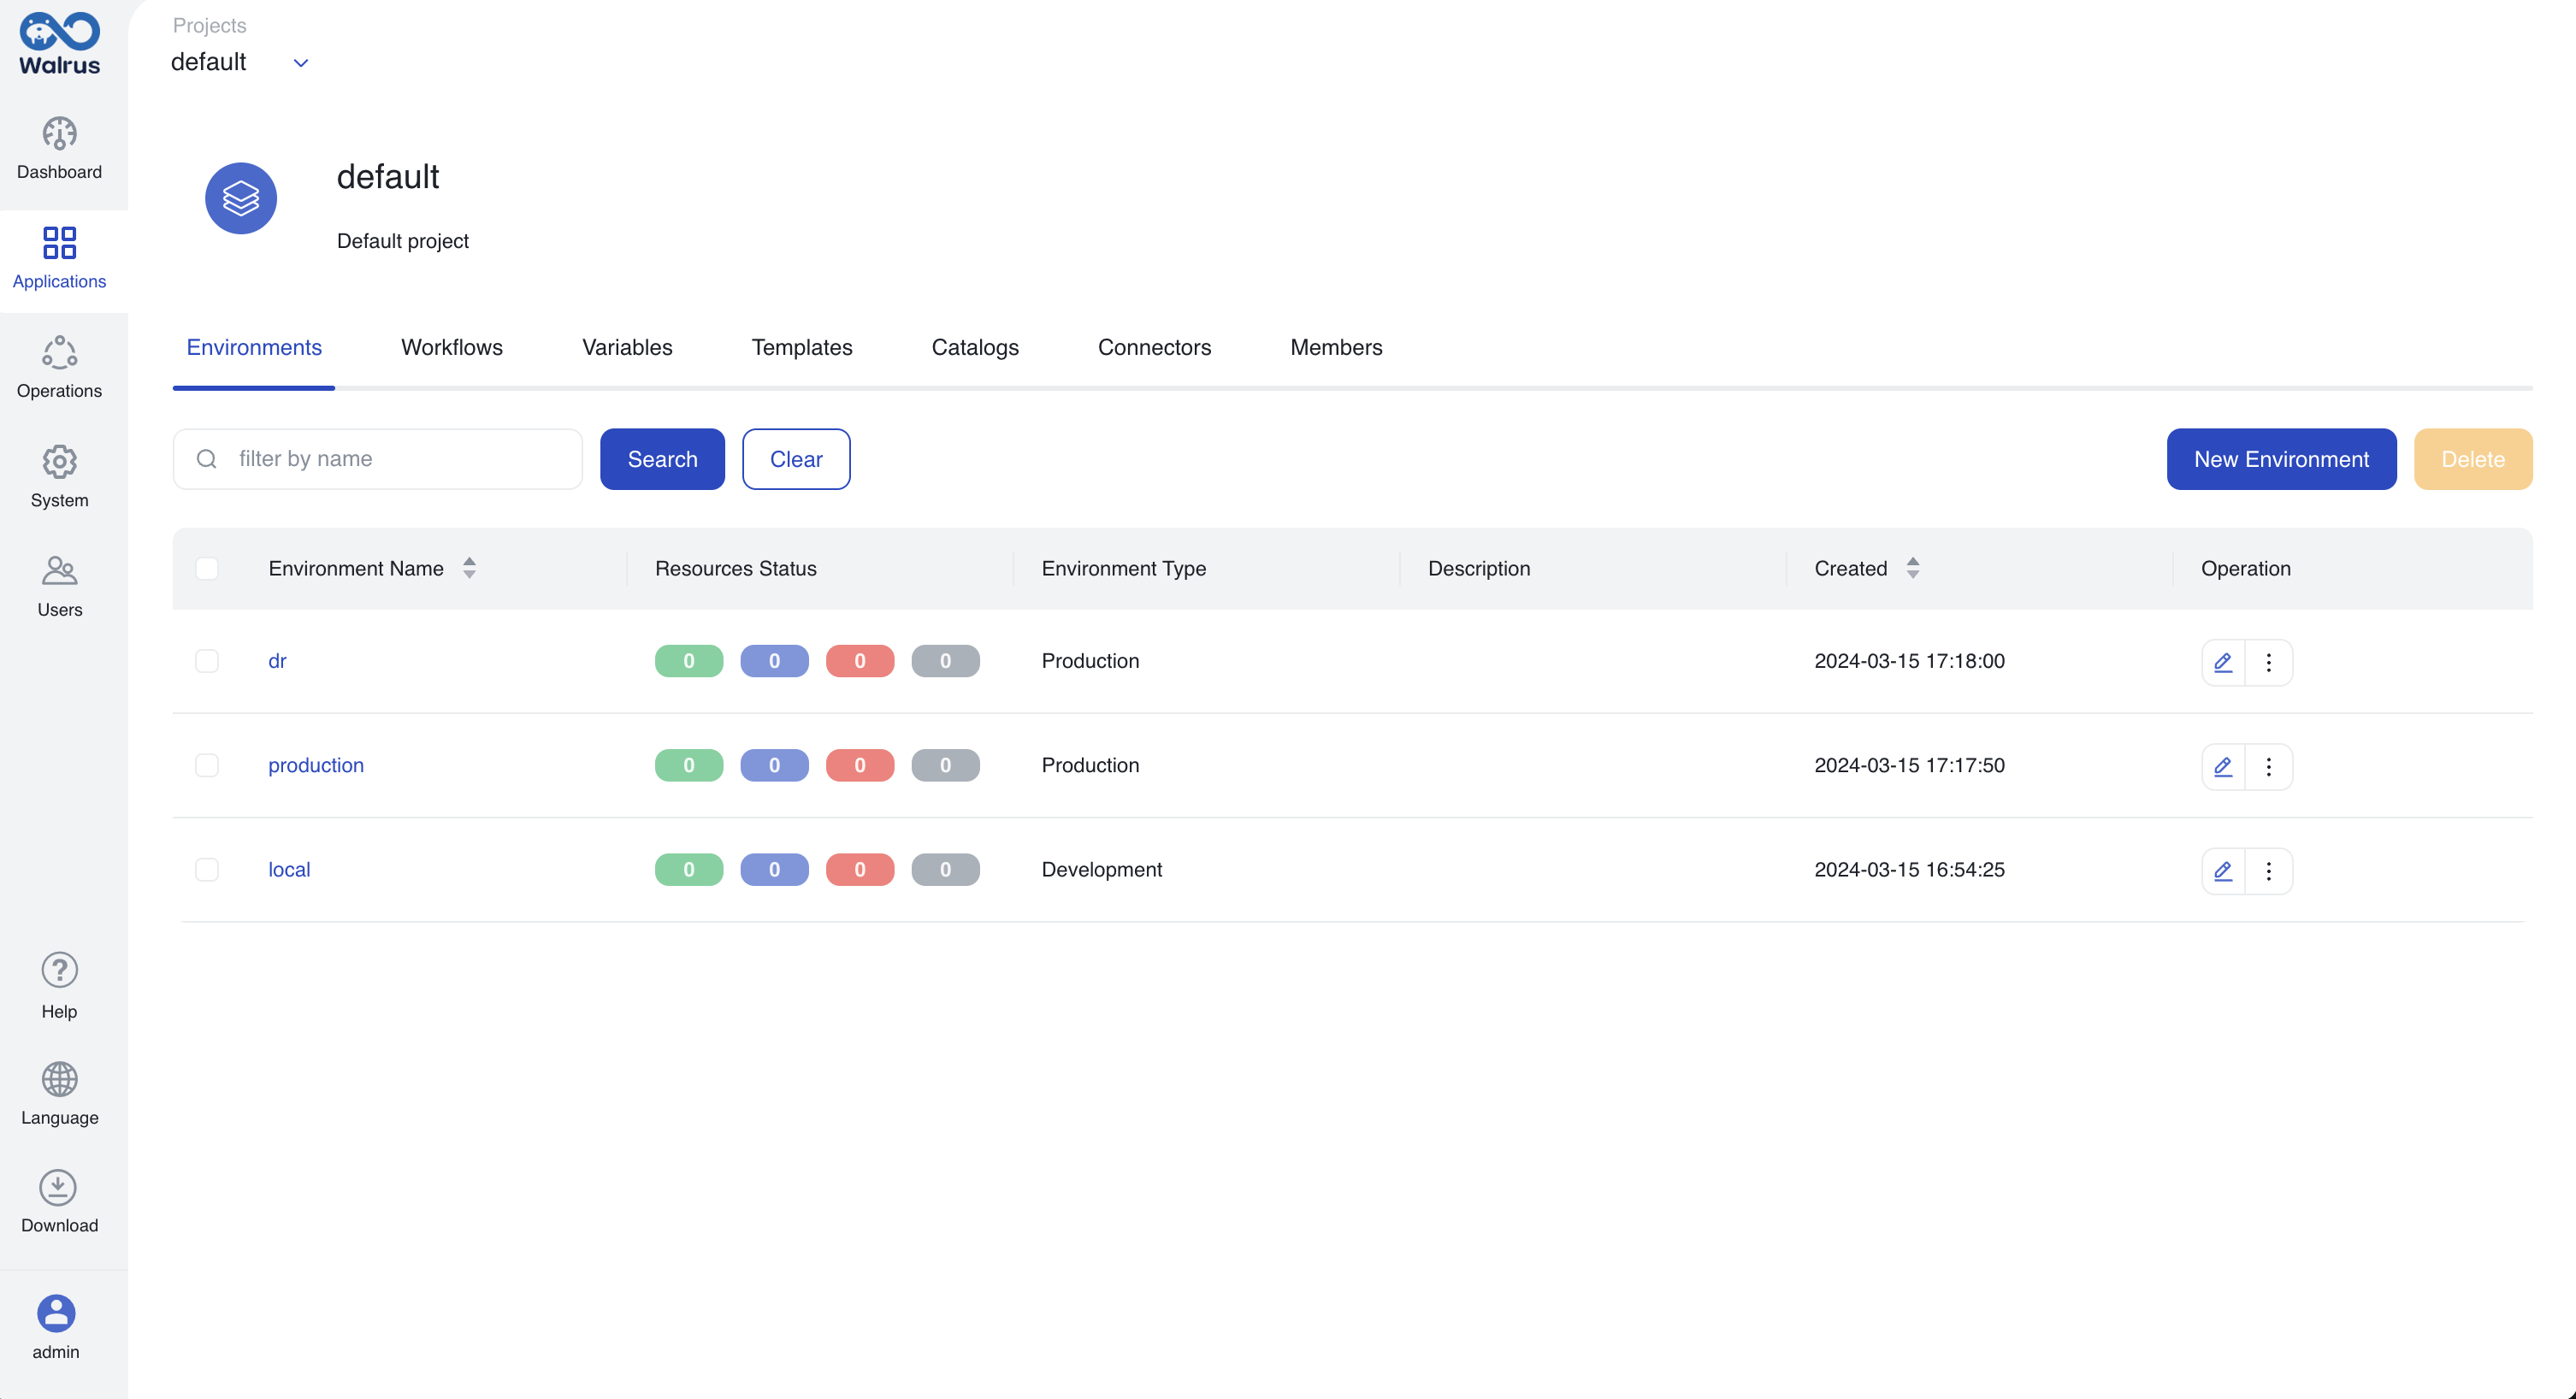 Walrus
Projects
default
Dashboard
Applications
Operations
System
Users
Help
Language
Download
admin
default
Default project
Environments Workflows Variables Templates Catalogs Connectors Members
filter by name Search Clear New Environment Delete
Environment Name Resources Status Environment Type Description Created Operation
dr 0 0 0 0 Production 2024-03-15 17:18:00
production 0 0 0 0 Production 2024-03-15 17:17:50
local 0 0 0 0 Development 2024-03-15 16:54:25